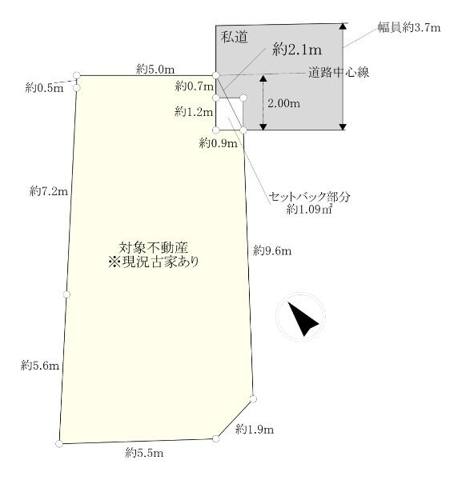 幅員約3.7m
私道
約2.1m
道路中心線
約5.0m
約0.5m
約0.7m
2.00m
約1.2m
約0.9m
約7.2m
セットバック部分
約1.09㎡
対象不動産
※現況古家あり
約9.6m
約5.6m
約1.9m
約5.5m